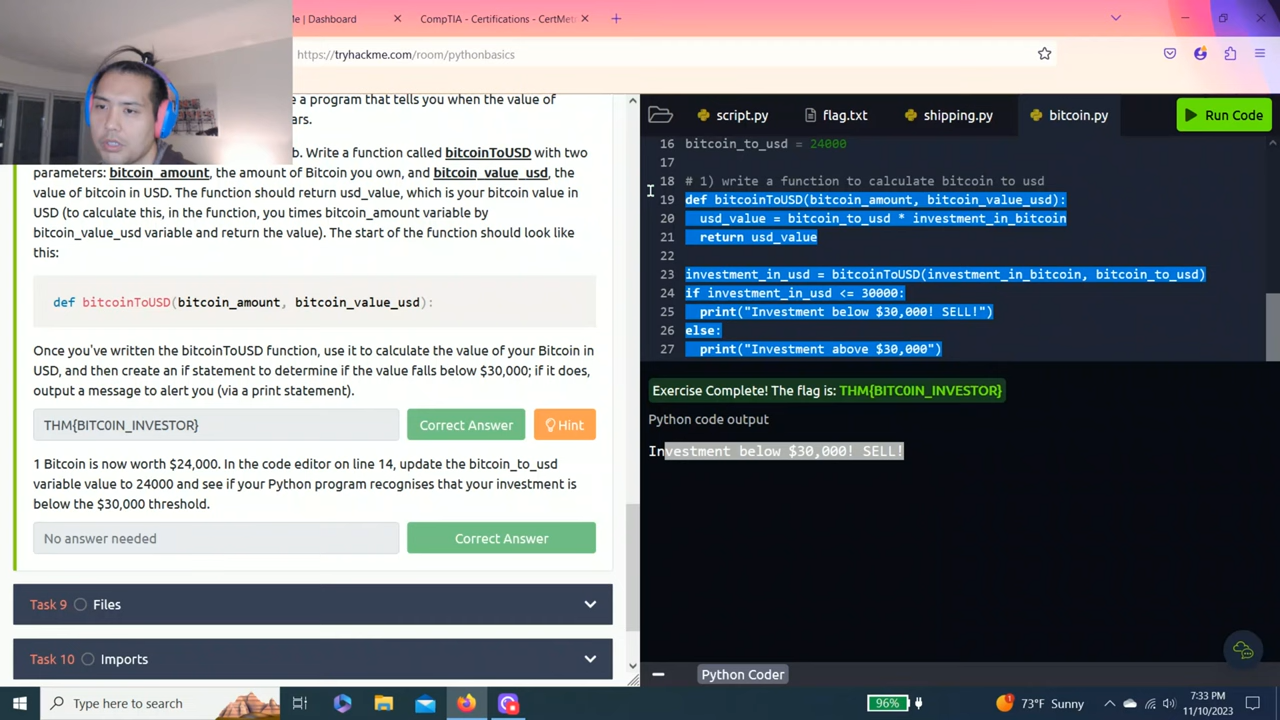 le | Dashboard
CompTIA - Certifications - CertMet
https://tryhackme.com/room/pythonbasics
e a program that tells you when the value of
ars.
b. Write a function called bitcoinToUSD with two
parameters: bitcoin_amount, the amount of Bitcoin you own, and bitcoin_value_usd, the
value of bitcoin in USD. The function should return usd_value, which is your bitcoin value in
USD (to calculate this, in the function, you times bitcoin_amount variable by
bitcoin_value_usd variable and return the value). The start of the function should look like
this:
def bitcoinToUSD(bitcoin_amount, bitcoin_value_usd):
Once you've written the bitcoinToUSD function, use it to calculate the value of your Bitcoin in
USD, and then create an if statement to determine if the value falls below $30,000; if it does,
output a message to alert you (via a print statement).
THM{BITC0IN_INVESTOR}
Correct Answer
Hint
1 Bitcoin is now worth $24,000. In the code editor on line 14, update the bitcoin_to_usd
variable value to 24000 and see if your Python program recognises that your investment is
below the $30,000 threshold.
No answer needed
Correct Answer
Task 9 Files
Task 10 Imports
script.py
flag.txt
shipping.py
bitcoin.py
Run Code
16 bitcoin_to_usd = 24000
17
18 # 1) write a function to calculate bitcoin to usd
19 def bitcoinToUSD(bitcoin_amount, bitcoin_value_usd):
20 usd_value = bitcoin_to_usd * investment_in_bitcoin
21 return usd_value
22
23 investment_in_usd = bitcoinToUSD(investment_in_bitcoin, bitcoin_to_usd)
24 if investment_in_usd <= 30000:
25 print("Investment below $30,000! SELL!")
26 else:
27 print("Investment above $30,000")
Exercise Complete! The flag is: THM{BITC0IN_INVESTOR}
Python code output
Investment below $30,000! SELL!
Python Coder
Type here to search
96%
1
73°F Sunny
7:33 PM
11/10/2023